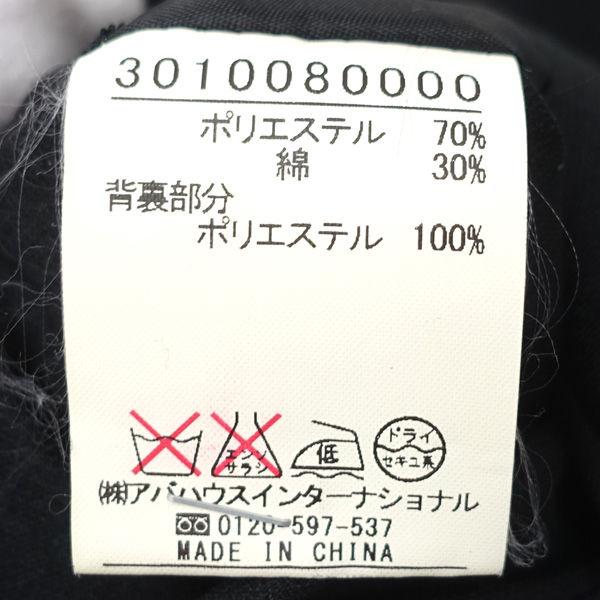 3010080000
ポリエステル 70%
綿 30%
背裏部分
ポリエステル 100%
エンソサラシ 低 ドライ セキユ系
(株)アバハウスインターナショナル
0120-597-537
MADE IN CHINA